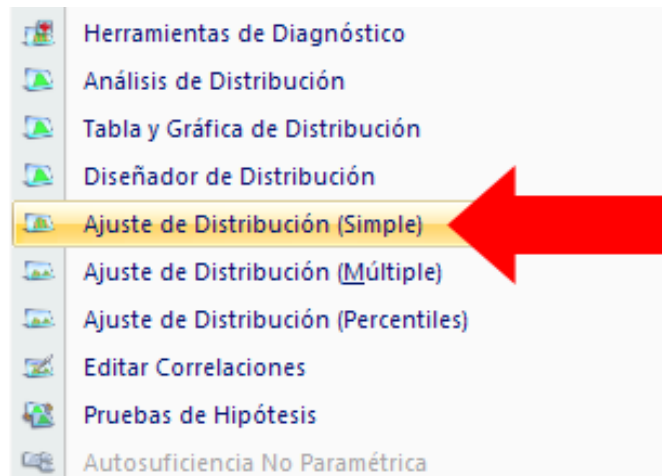 Herramientas de Diagnóstico
Análisis de Distribución
Tabla y Gráfica de Distribución
Diseñador de Distribución
Ajuste de Distribución (Simple)
Ajuste de Distribución (Múltiple)
Ajuste de Distribución (Percentiles)
Editar Correlaciones
Pruebas de Hipótesis
Autosuficiencia No Paramétrica